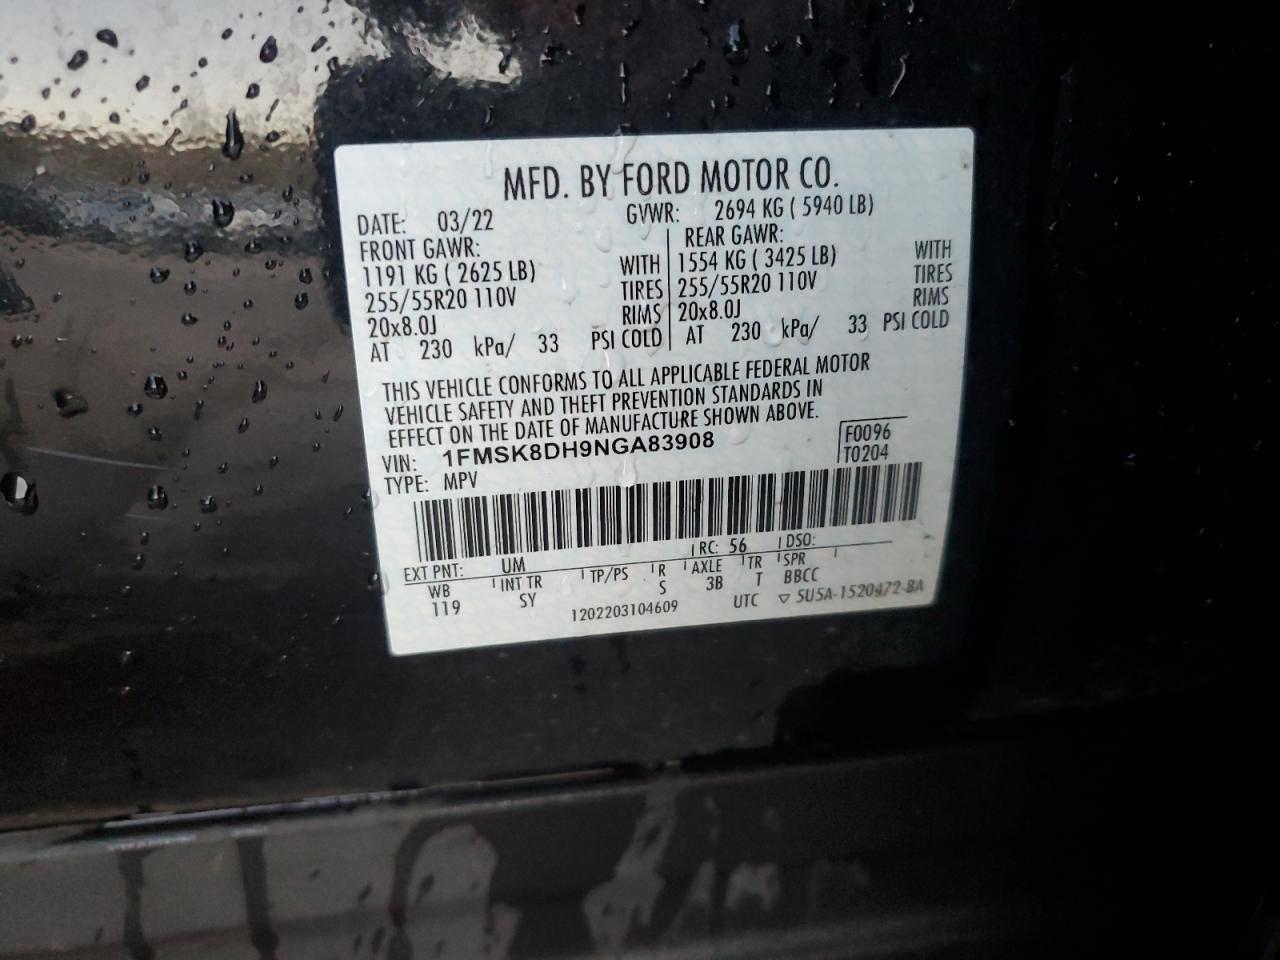 MFD. BY FORD MOTOR CO.
DATE: 03/22 GVWR: 2694 KG ( 5940 LB)
FRONT GAWR: REAR GAWR:
1191 KG ( 2625 LB) WITH 1554 KG ( 3425 LB) WITH
255/55R20 110V TIRES 255/55R20 110V TIRES
20x8.0J RIMS 20x8.0J RIMS
AT 230 kPa/ 33 PSI COLD AT 230 kPa/ 33 PSI COLD
THIS VEHICLE CONFORMS TO ALL APPLICABLE FEDERAL MOTOR
VEHICLE SAFETY AND THEFT PREVENTION STANDARDS IN
EFFECT ON THE DATE OF MANUFACTURE SHOWN ABOVE.
VIN: 1FMSK8DH9NGA83908 F0096
TYPE: MPV T0204
EXT PNT: UM RC: 56 DSO:
WB INT TR TP/PS R AXLE TR SPR
119 SY S 3B T BBCC
1202203104609 UTC ▽ 5U5A-1520472-BA